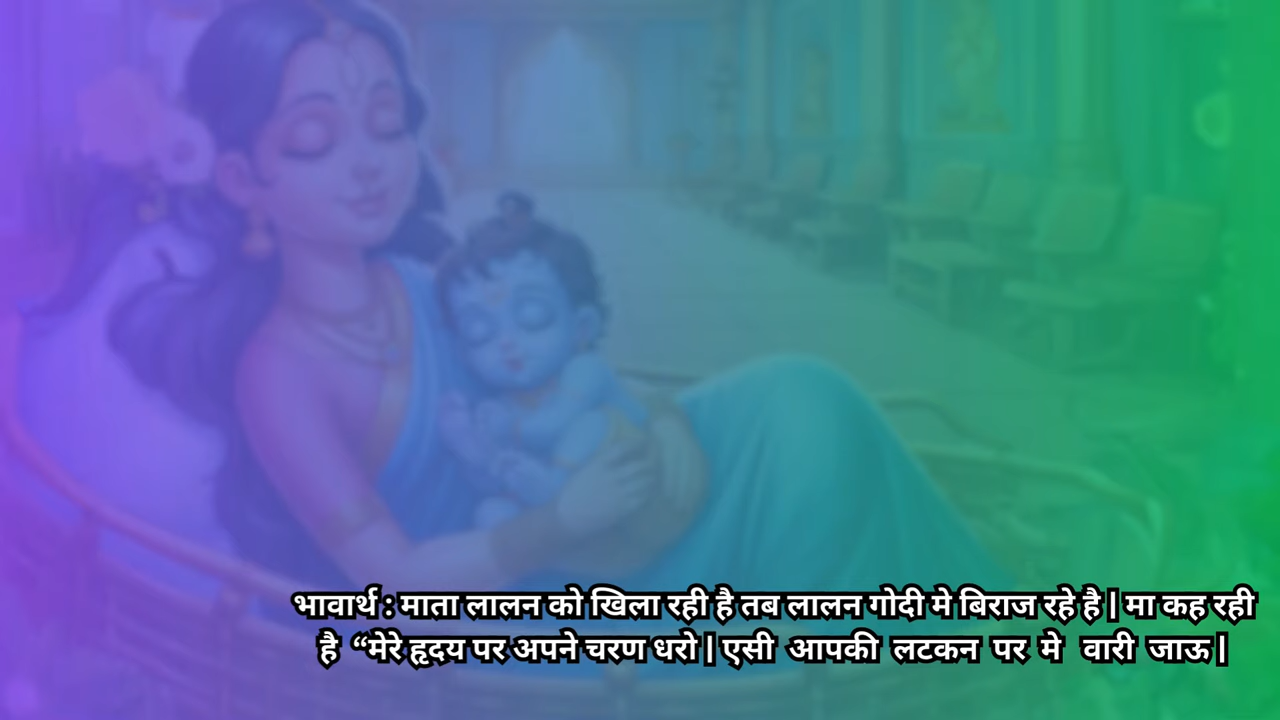 भावार्थ : माता लालन को खिला रही है तब लालन गोदी मे बिराज रहे है | मा कह रही
है “मेरे हृदय पर अपने चरण धरो | एसी आपकी लटकन पर मे वारी जाऊ |